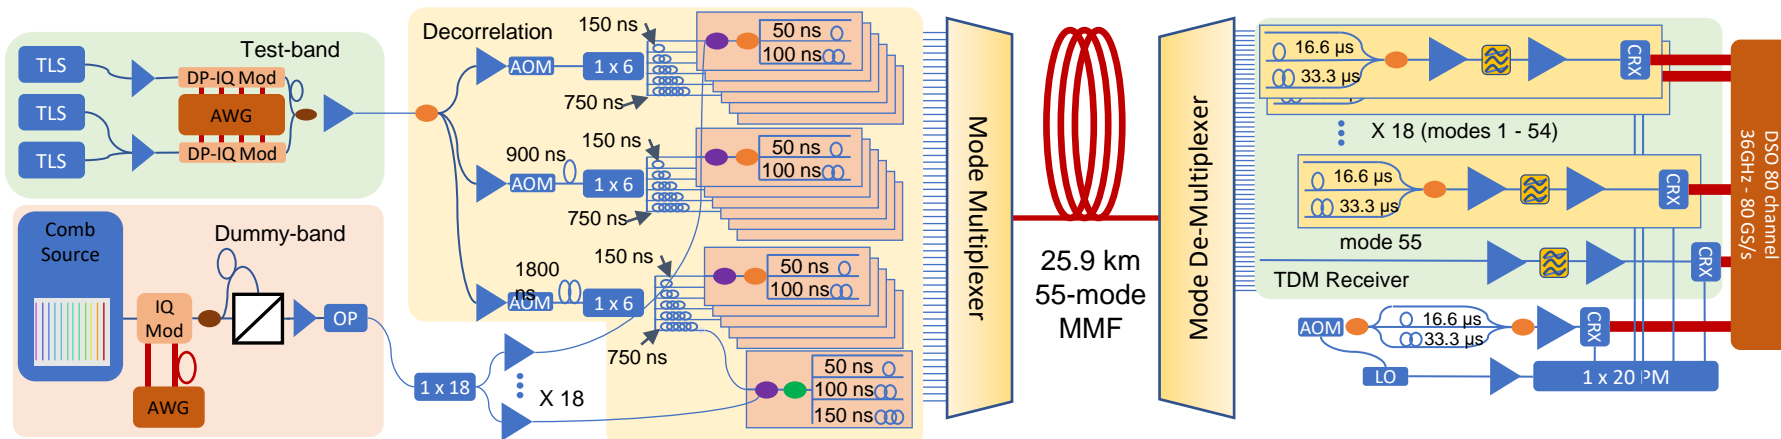 Test-band
TLS
TLS
TLS
DP-IQ Mod
AWG
DP-IQ Mod
Dummy-band
Comb
Source
IQ
Mod
AWG
OP
1 x 18
X 18
Decorrelation
AOM
1 x 6
150 ns
750 ns
50 ns
100 ns
900 ns
AOM
1 x 6
150 ns
750 ns
50 ns
100 ns
1800
ns
AOM
1 x 6
150 ns
750 ns
50 ns
100 ns
50 ns
100 ns
150 ns
Mode Multiplexer
25.9 km
55-mode
MMF
Mode De-Multiplexer
16.6 µs
33.3 µs
CRX
X 18 (modes 1 - 54)
16.6 µs
33.3 µs
CRX
mode 55
CRX
TDM Receiver
AOM
16.6 µs
33.3 µs
CRX
LO
1 x 20 PM
DSO 80 channel
36GHz - 80 GS/s